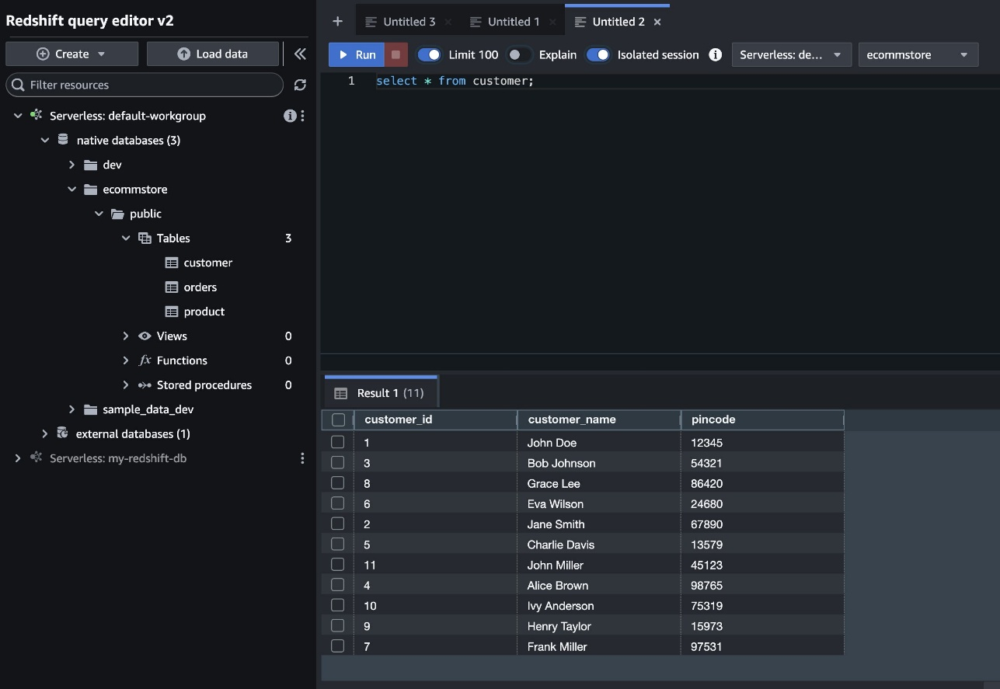 Redshift query editor v2
Create
Load data
Filter resources
Serverless: default-workgroup
native databases (3)
dev
ecommstore
public
Tables 3
customer
orders
product
Views 0
fx Functions 0
Stored procedures 0
sample_data_dev
external databases (1)
Serverless: my-redshift-db
Untitled 3
Untitled 1
Untitled 2
Run
Limit 100
Explain
Isolated session
Serverless: de...
ecommstore
1 select * from customer;
Result 1 (11)
customer_id customer_name pincode
1 John Doe 12345
3 Bob Johnson 54321
8 Grace Lee 86420
6 Eva Wilson 24680
2 Jane Smith 67890
5 Charlie Davis 13579
11 John Miller 45123
4 Alice Brown 98765
10 Ivy Anderson 75319
9 Henry Taylor 15973
7 Frank Miller 97531